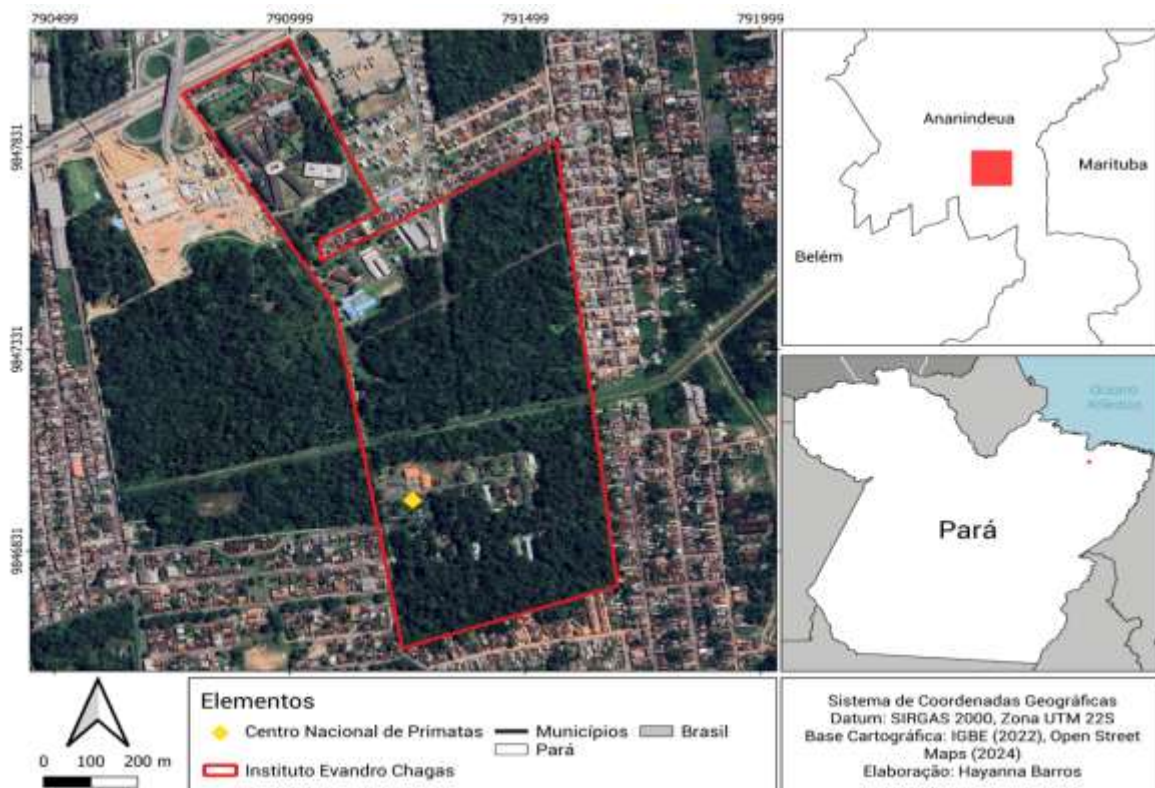 790499 790999 791499 791999
9847831
9847331
9846831
Ananindeua
Marituba
Belém
Oceano
Atlântico
Pará
0 100 200 m
Elementos
Centro Nacional de Primatas
Municípios
Brasil
Pará
Instituto Evandro Chagas
Sistema de Coordenadas Geográficas
Datum: SIRGAS 2000, Zona UTM 22S
Base Cartográfica: IGBE (2022), Open Street
Maps (2024)
Elaboração: Hayanna Barros